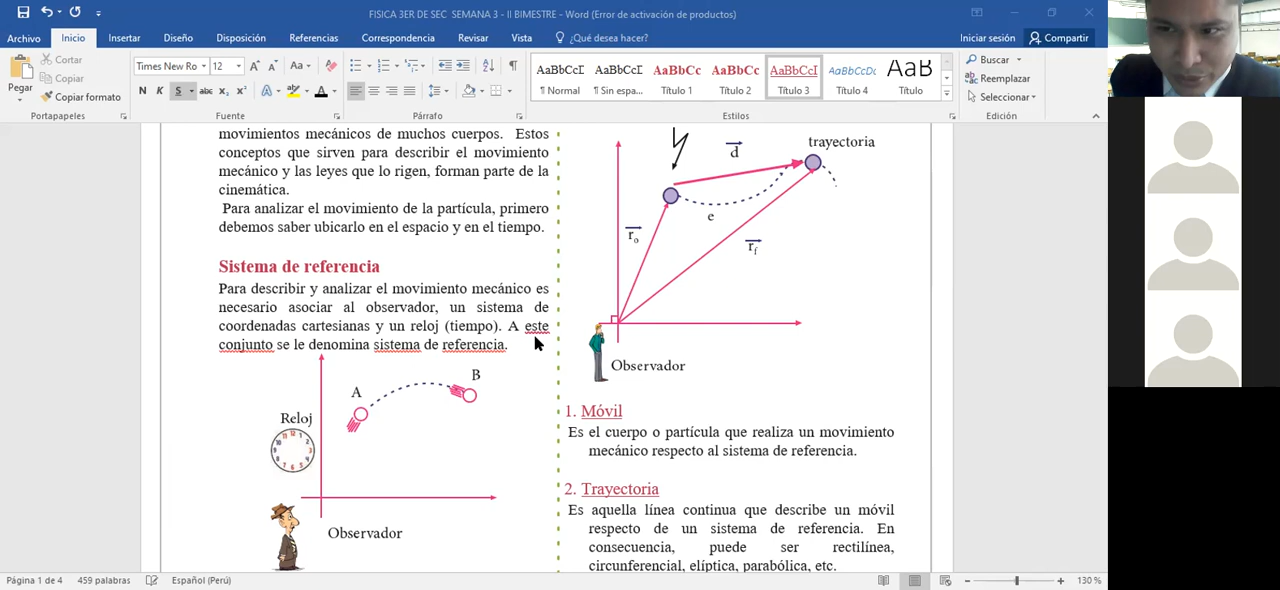 FISICA 3ER DE SEC SEMANA 3 - II BIMESTRE - Word (Error de activación de productos)
Archivo Inicio Insertar Diseño Disposición Referencias Correspondencia Revisar Vista ¿Qué desea hacer? Iniciar sesión Compartir
Pegar
Cortar
Copiar
Copiar formato
Portapapeles
Times New Ro 12
N K S abc x₂ x²
Fuente
Párrafo
AaBbCcI ¶ Normal
AaBbCcI ¶ Sin espa...
AaBbCc Título 1
AaBbCc Título 2
AaBbCcI Título 3
AaBbCcDc Título 4
AaB Título
Estilos
Buscar
Reemplazar
Seleccionar
Edición
movimientos mecánicos de muchos cuerpos. Estos
conceptos que sirven para describir el movimiento
mecánico y las leyes que lo rigen, forman parte de la
cinemática.
Para analizar el movimiento de la partícula, primero
debemos saber ubicarlo en el espacio y en el tiempo.
Sistema de referencia
Para describir y analizar el movimiento mecánico es
necesario asociar al observador, un sistema de
coordenadas cartesianas y un reloj (tiempo). A este
conjunto se le denomina sistema de referencia.
A
B
Reloj
Observador
trayectoria
d
e
r₀
r_f
Observador
1. Móvil
Es el cuerpo o partícula que realiza un movimiento
mecánico respecto al sistema de referencia.
2. Trayectoria
Es aquella línea continua que describe un móvil
respecto de un sistema de referencia. En
consecuencia, puede ser rectilínea,
circunferencial, elíptica, parabólica, etc.
Página 1 de 4 459 palabras Español (Perú) 130 %